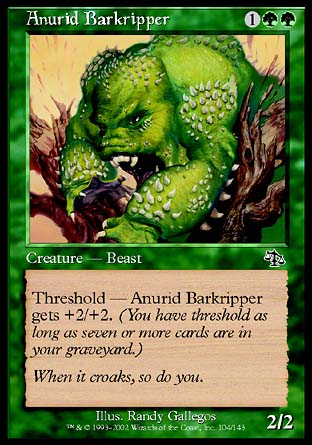 Anurid Barkripper 1
Creature — Beast
Threshold — Anurid Barkripper
gets +2/+2. (You have threshold as
long as seven or more cards are in
your graveyard.)
When it croaks, so do you.
Illus. Randy Gallegos
™ & © 1993-2002 Wizards of the Coast, Inc. 104/143
2/2